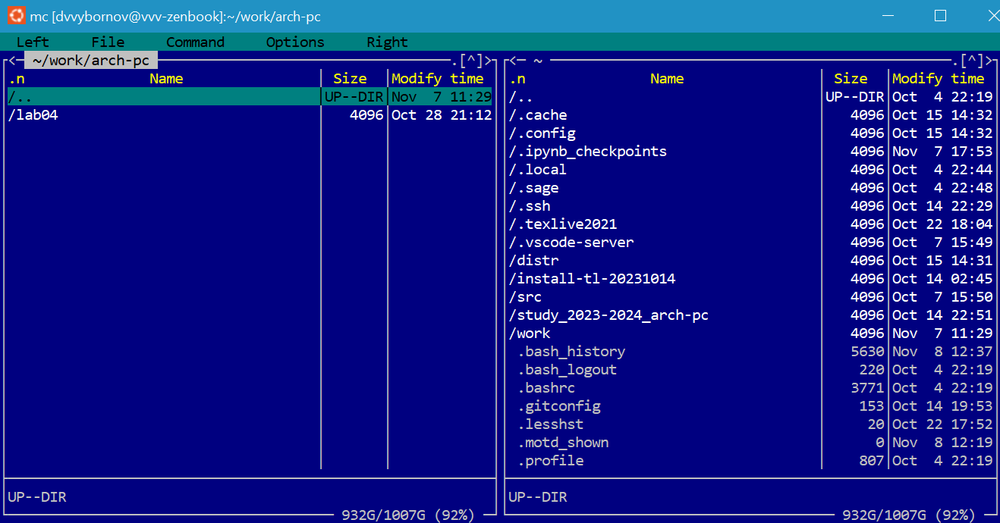 mc [dvvybornov@vvv-zenbook]:~/work/arch-pc
Left File Command Options Right
<─ ~/work/arch-pc .[^]>
.n Name Size Modify time
/.. UP--DIR Nov 7 11:29
/lab04 4096 Oct 28 21:12
UP--DIR
932G/1007G (92%)
<─ ~ .[^]>
.n Name Size Modify time
/.. UP--DIR Oct 4 22:19
/.cache 4096 Oct 15 14:32
/.config 4096 Oct 15 14:32
/.ipynb_checkpoints 4096 Nov 7 17:53
/.local 4096 Oct 4 22:44
/.sage 4096 Oct 4 22:48
/.ssh 4096 Oct 14 22:29
/.texlive2021 4096 Oct 22 18:04
/.vscode-server 4096 Oct 7 15:49
/distr 4096 Oct 15 14:31
/install-tl-20231014 4096 Oct 14 02:45
/src 4096 Oct 7 15:50
/study_2023-2024_arch-pc 4096 Oct 14 22:51
/work 4096 Nov 7 11:29
.bash_history 5630 Nov 8 12:37
.bash_logout 220 Oct 4 22:19
.bashrc 3771 Oct 4 22:19
.gitconfig 153 Oct 14 19:53
.lesshst 20 Oct 22 17:52
.motd_shown 0 Nov 8 12:19
.profile 807 Oct 4 22:19
UP--DIR
932G/1007G (92%)